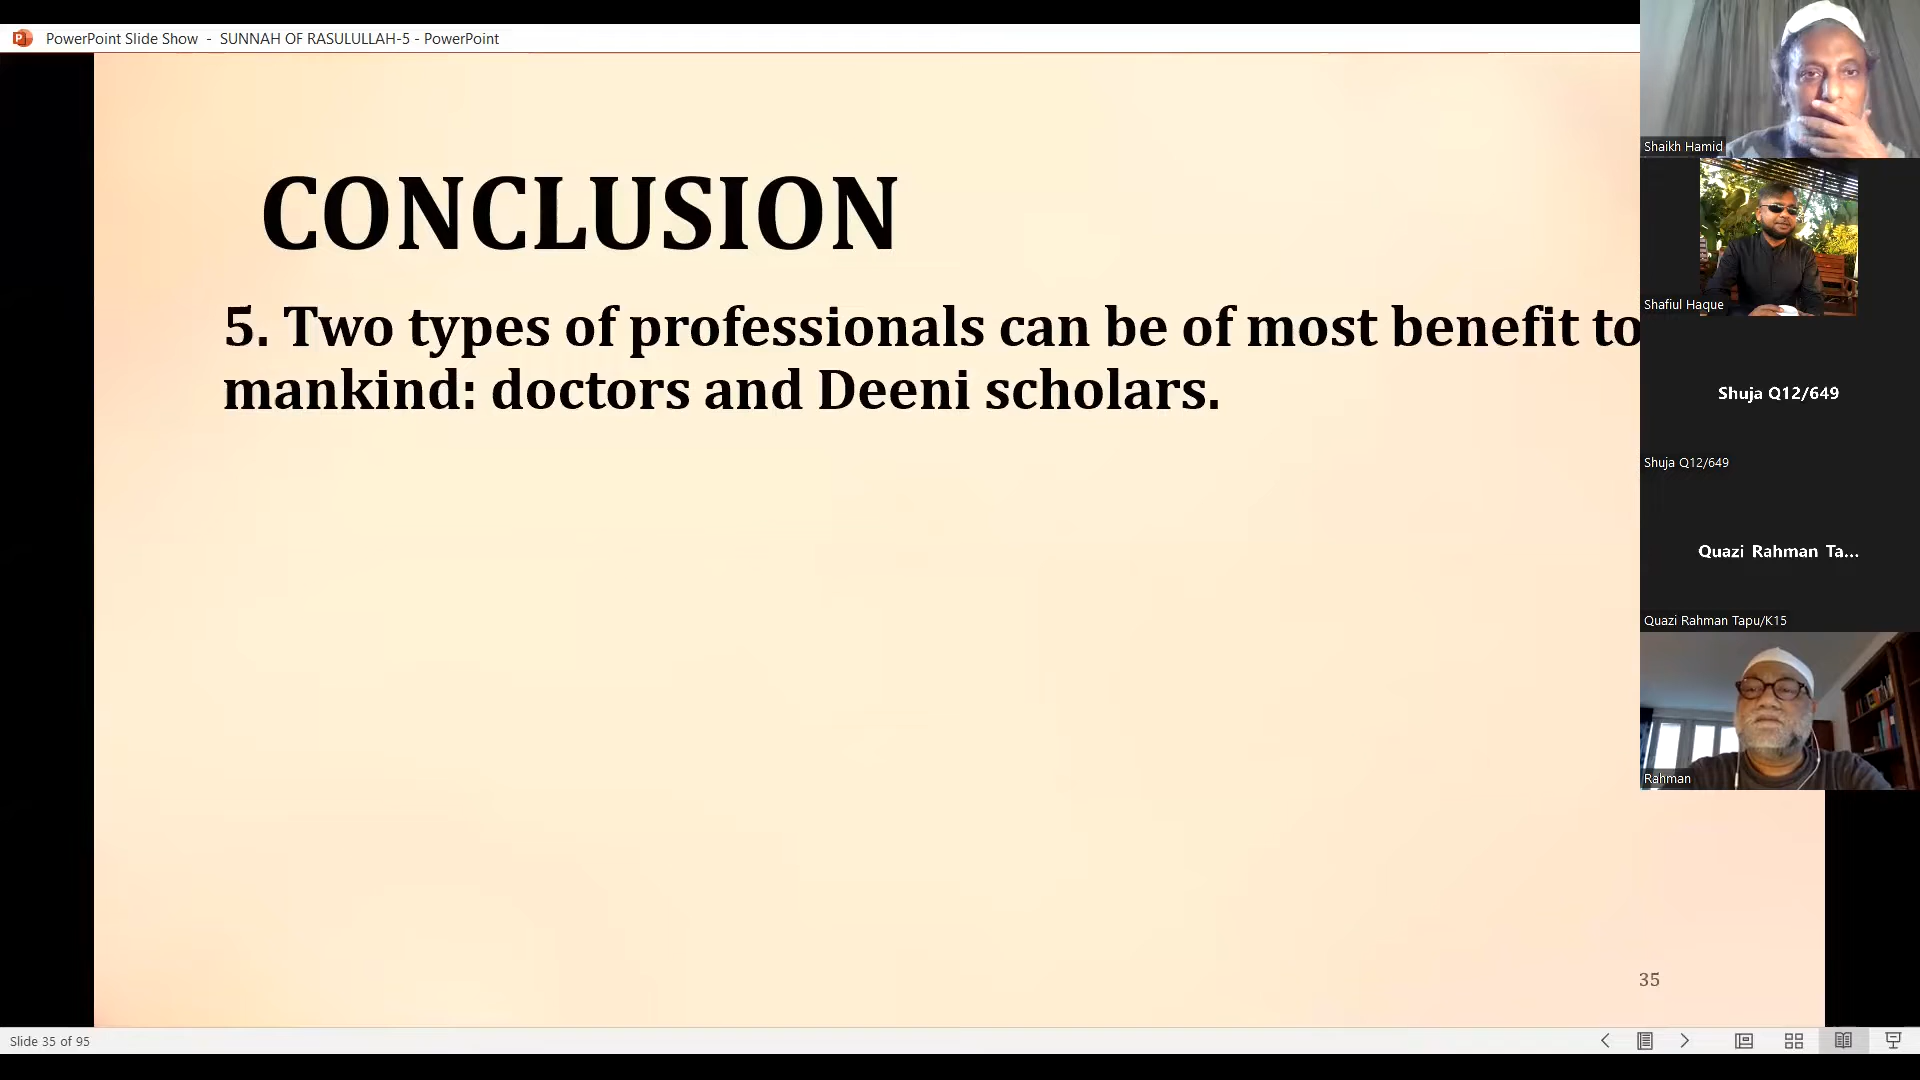 PowerPoint Slide Show - SUNNAH OF RASULULLAH-5 - PowerPoint
CONCLUSION
5. Two types of professionals can be of most benefit to
mankind: doctors and Deeni scholars.
35
Slide 35 of 95
Shaikh Hamid
Shafiul Haque
Shuja Q12/649
Shuja Q12/649
Quazi Rahman Ta...
Quazi Rahman Tapu/K15
Rahman